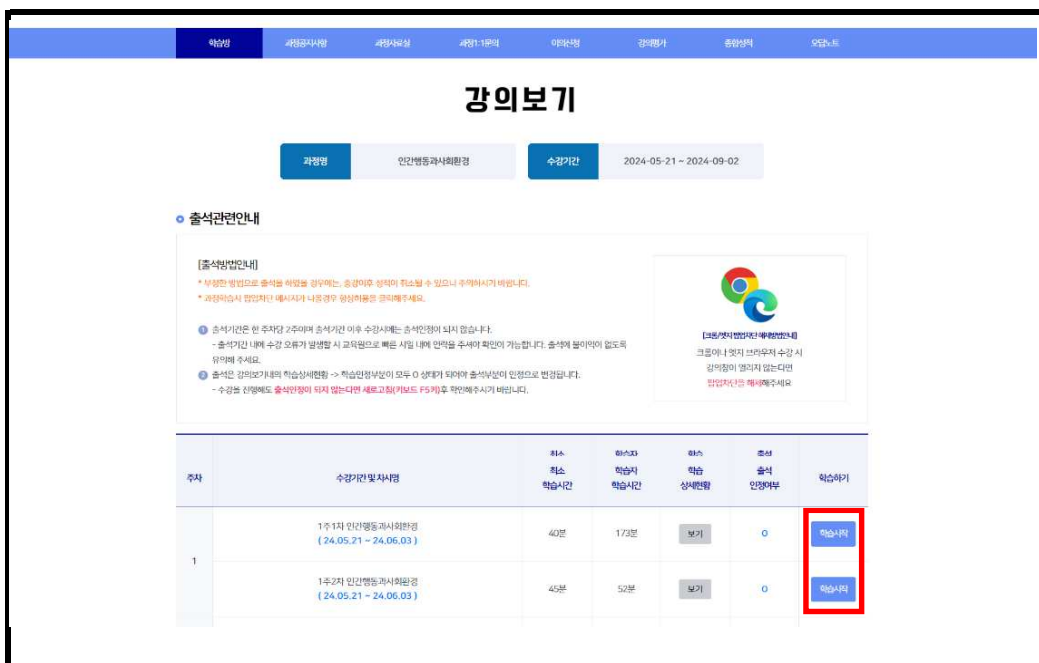 학습방 과정공지사항 과정자료실 과정1:1문의 이의신청 강의평가 종합성적 오답노트
강의보기
과정명 인간행동과사회환경 수강기간 2024-05-21 ~ 2024-09-02
출석관련안내
[출석방법안내]
* 부정한 방법으로 출석을 하였을 경우에는, 종강이후 성적이 취소될 수 있으니 주의하시기 바랍니다.
* 과정학습시 팝업차단 메시지가 나올경우 항상허용을 클릭해주세요.
1 출석기간은 한 주차당 2주이며 출석기간 이후 수강시에는 출석인정이 되지 않습니다.
- 출석기간 내에 수강 오류가 발생할 시 교육원으로 빠른 시일 내에 연락을 주셔야 확인이 가능합니다. 출석에 불이익이 없도록
유의해 주세요.
2 출석은 강의보기내의 학습상세현황 -> 학습인정부분이 모두 O 상태가 되어야 출석부분이 인정으로 변경됩니다.
- 수강을 진행해도 출석인정이 되지 않는다면 새로고침(키보드 F5키)후 확인해주시기 바랍니다.
[크롬/엣지 팝업차단 해제방법안내]
크롬이나 엣지 브라우저 수강 시
강의창이 열리지 않는다면
팝업차단을 해제해주세요
주차 수강기간 및 차시명 최소 학습시간 학습자 학습시간 학습 상세현황 출석 인정여부 학습하기
1
1주1차 인간행동과사회환경 40분 173분 보기 O 학습시작
( 24.05.21 ~ 24.06.03 )
1주2차 인간행동과사회환경 45분 52분 보기 O 학습시작
( 24.05.21 ~ 24.06.03 )